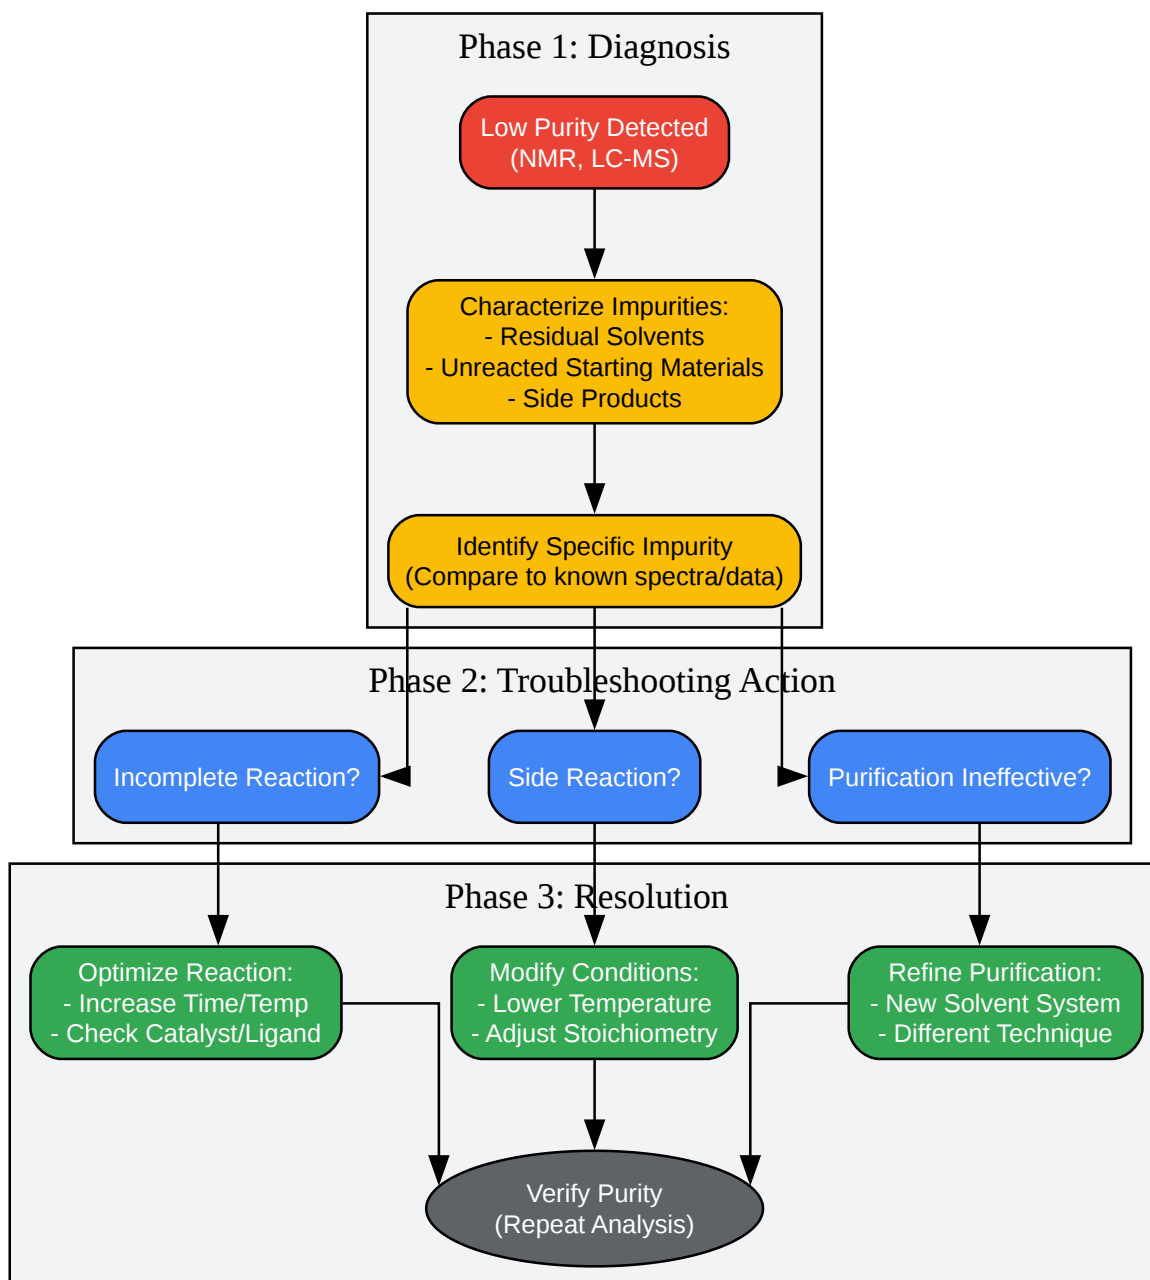 Phase 1: Diagnosis
Low Purity Detected
(NMR, LC-MS)
Characterize Impurities:
- Residual Solvents
- Unreacted Starting Materials
- Side Products
Identify Specific Impurity
(Compare to known spectra/data)
Phase 2: Troubleshooting Action
Incomplete Reaction?
Side Reaction?
Purification Ineffective?
Phase 3: Resolution
Optimize Reaction:
- Increase Time/Temp
- Check Catalyst/Ligand
Modify Conditions:
- Lower Temperature
- Adjust Stoichiometry
Refine Purification:
- New Solvent System
- Different Technique
Verify Purity
(Repeat Analysis)